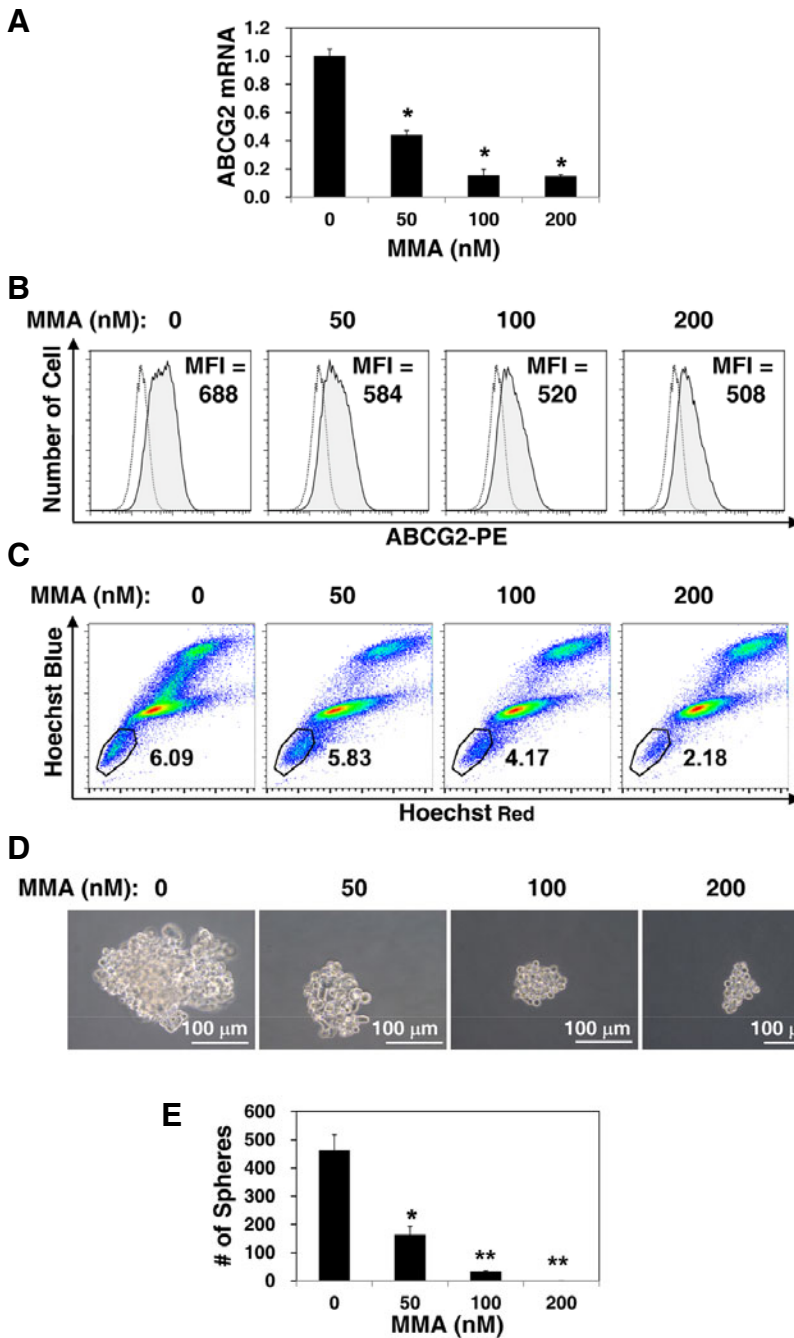 A
ABCG2 mRNA
1.2
1.0
0.8
0.6
0.4
0.2
0.0
* * *
0 50 100 200
MMA (nM)
B
MMA (nM): 0 50 100 200
Number of Cell
MFI = 688
MFI = 584
MFI = 520
MFI = 508
ABCG2-PE
C
MMA (nM): 0 50 100 200
Hoechst Blue
6.09 5.83 4.17 2.18
Hoechst Red
D
MMA (nM): 0 50 100 200
100 μm 100 μm 100 μm 100 μ
E
# of Spheres
600
500
400
300
200
100
0
* ** **
0 50 100 200
MMA (nM)